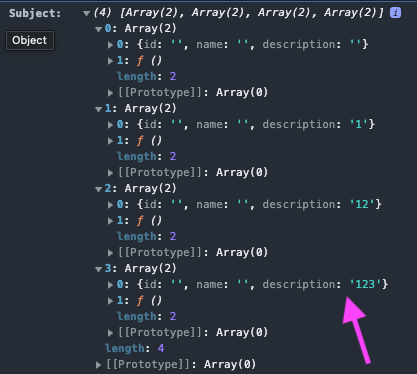 Subject: ▼(4) [Array(2), Array(2), Array(2), Array(2)] i
Object
▼0: Array(2)
▶0: {id: '', name: '', description: ''}
▶1: ƒ ()
length: 2
▶[[Prototype]]: Array(0)
▼1: Array(2)
▶0: {id: '', name: '', description: '1'}
▶1: ƒ ()
length: 2
▶[[Prototype]]: Array(0)
▼2: Array(2)
▶0: {id: '', name: '', description: '12'}
▶1: ƒ ()
length: 2
▶[[Prototype]]: Array(0)
▼3: Array(2)
▶0: {id: '', name: '', description: '123'}
▶1: ƒ ()
length: 2
▶[[Prototype]]: Array(0)
length: 4
▶[[Prototype]]: Array(0)